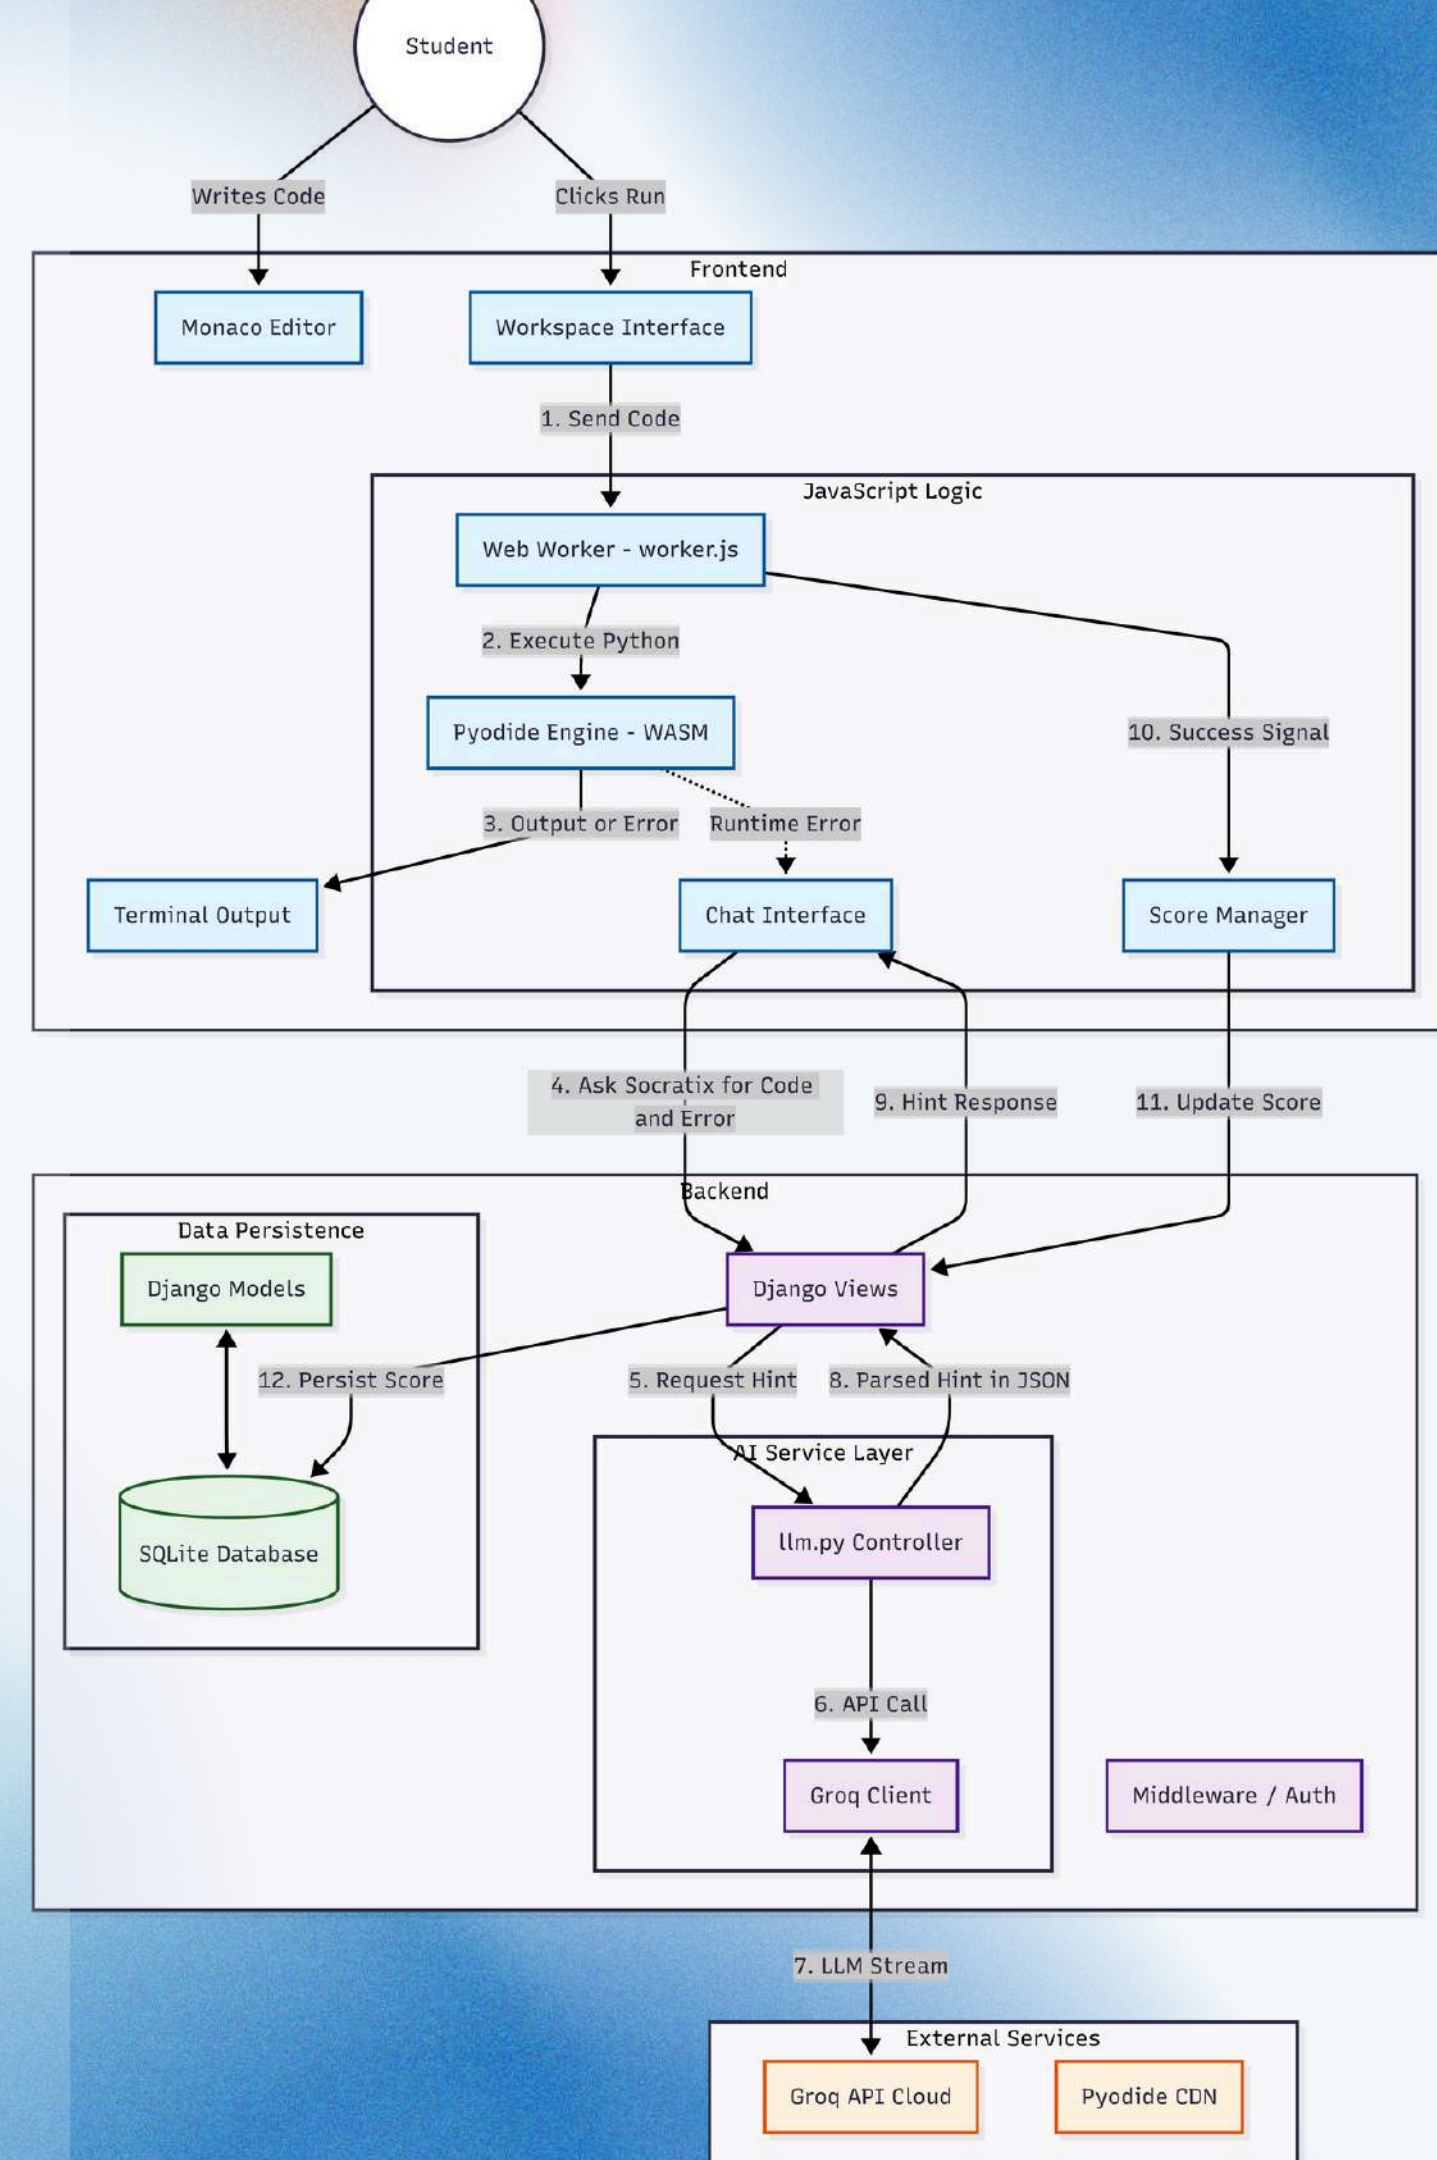 Student
Writes Code
Clicks Run
Frontend
Monaco Editor
Workspace Interface
1. Send Code
JavaScript Logic
Web Worker - worker.js
2. Execute Python
Pyodide Engine - WASM
10. Success Signal
3. Output or Error
Runtime Error
Terminal Output
Chat Interface
Score Manager
4. Ask Socratix for Code
and Error
9. Hint Response
11. Update Score
Backend
Data Persistence
Django Models
Django Views
12. Persist Score
5. Request Hint
8. Parsed Hint in JSON
AI Service Layer
llm.py Controller
SQLite Database
6. API Call
Groq Client
Middleware / Auth
7. LLM Stream
External Services
Groq API Cloud
Pyodide CDN